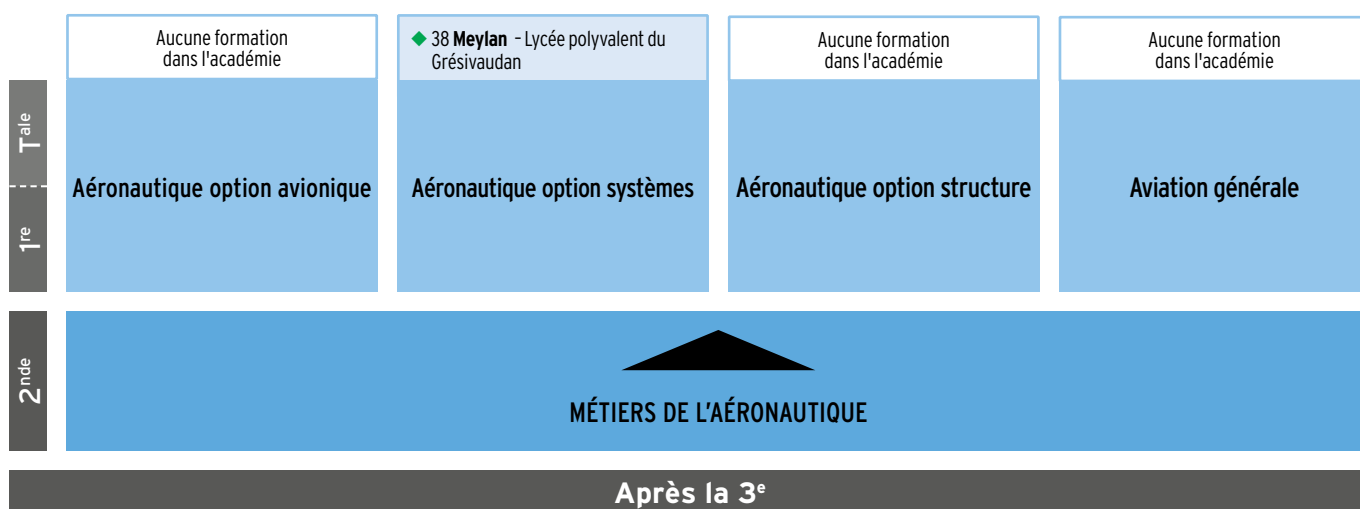 Aucune formation
dans l'académie
◆ 38 Meylan - Lycée polyvalent du
Grésivaudan
Aucune formation
dans l'académie
Aucune formation
dans l'académie
Tale
1re
Aéronautique option avionique
Aéronautique option systèmes
Aéronautique option structure
Aviation générale
2nde
MÉTIERS DE L'AÉRONAUTIQUE
Après la 3e